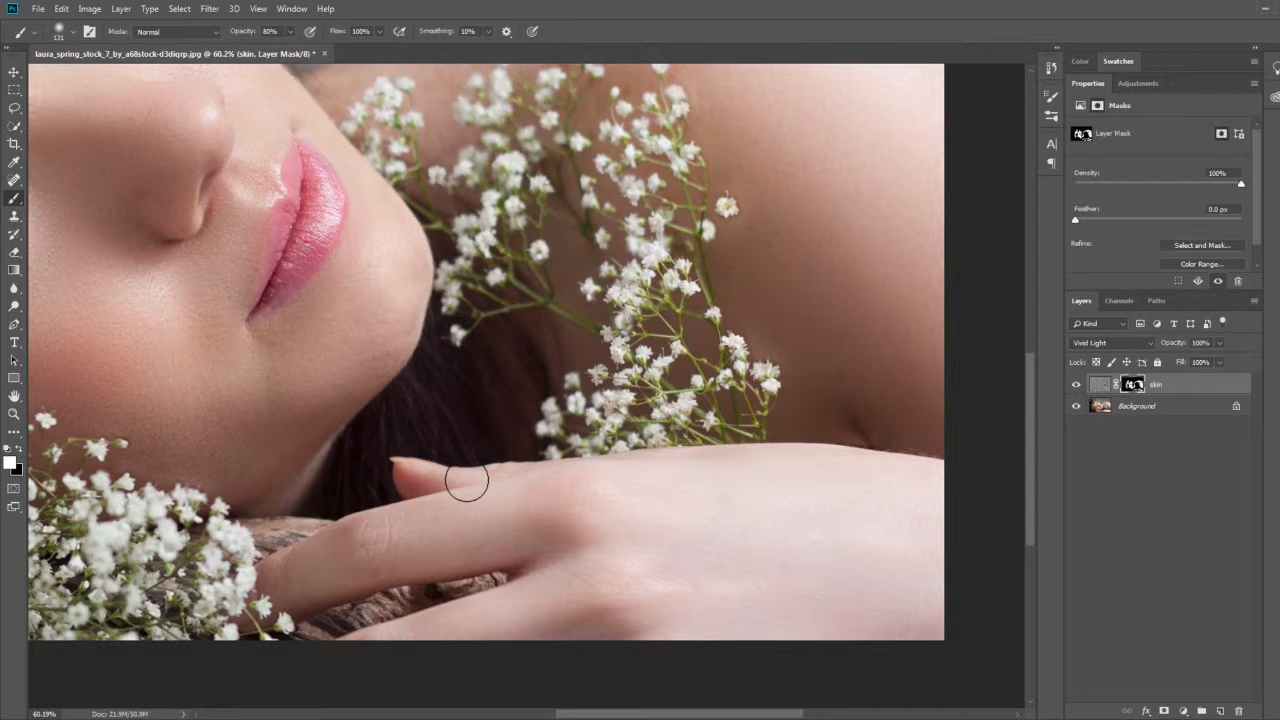 Ps File Edit Image Layer Type Select Filter 3D View Window Help
131 Mode: Normal Opacity: 80% Flow: 100% Smoothing: 10%
laura_spring_stock_7_by_a68stock-d3diqrp.jpg @ 60.2% (skin, Layer Mask/8) * ×
Color Swatches
Properties Adjustments
Masks
Layer Mask
Density: 100%
Feather: 0.0 px
Refine: Select and Mask...
Color Range...
Layers Channels Paths
Kind
Vivid Light Opacity: 100%
Lock: Fill: 100%
skin
Background
60.19% Doc: 21.9M/50.9M